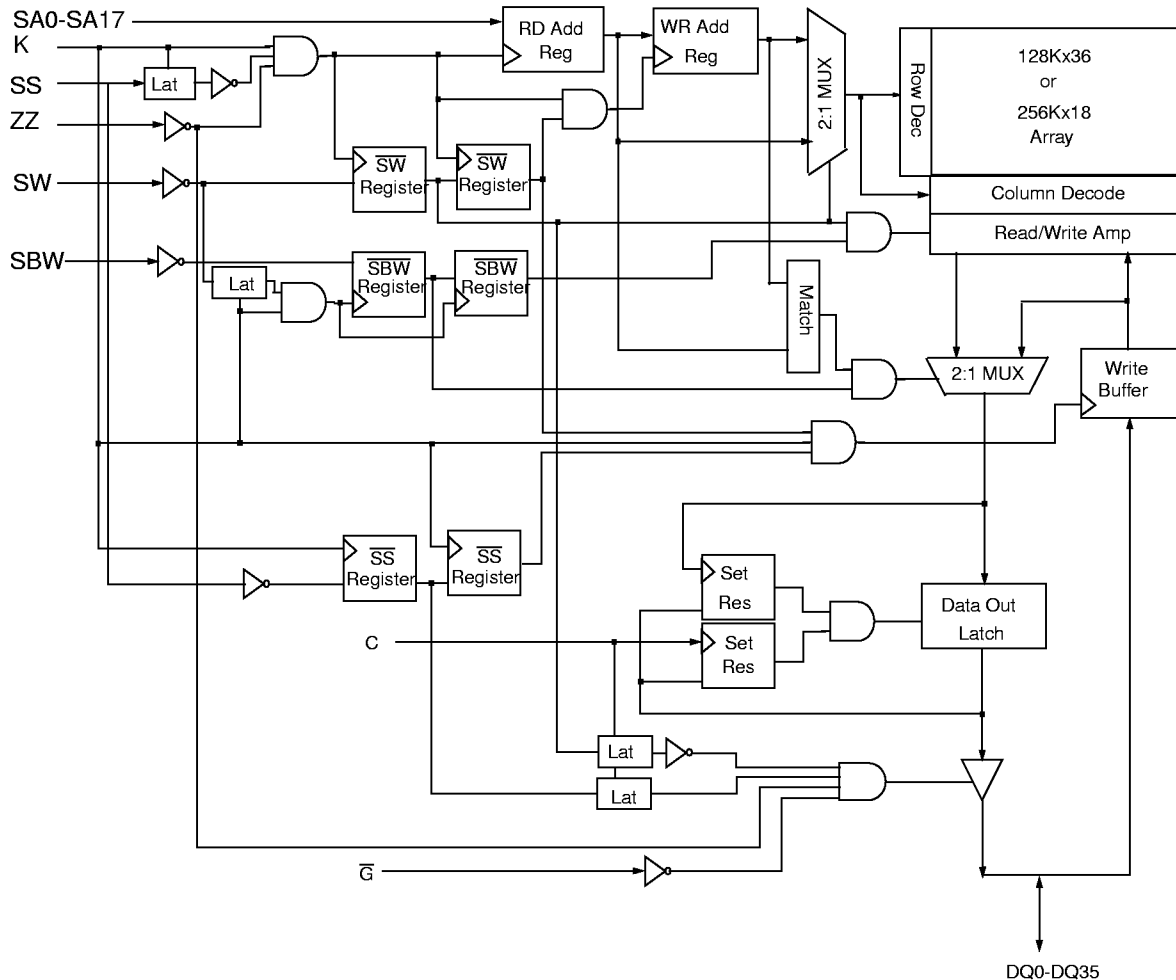 SA0-SA17
RD Add
Reg
WR Add
Reg
2:1 MUX
Row Dec
128Kx36
or
256Kx18
Array
K
SS
Lat
ZZ
SW
SW
Register
SW
Register
Column Decode
Read/Write Amp
SBW
Lat
SBW
Register
SBW
Register
Match
2:1 MUX
Write
Buffer
SS
Register
SS
Register
Set
Res
Set
Res
Data Out
Latch
C
Lat
Lat
G
DQ0-DQ35